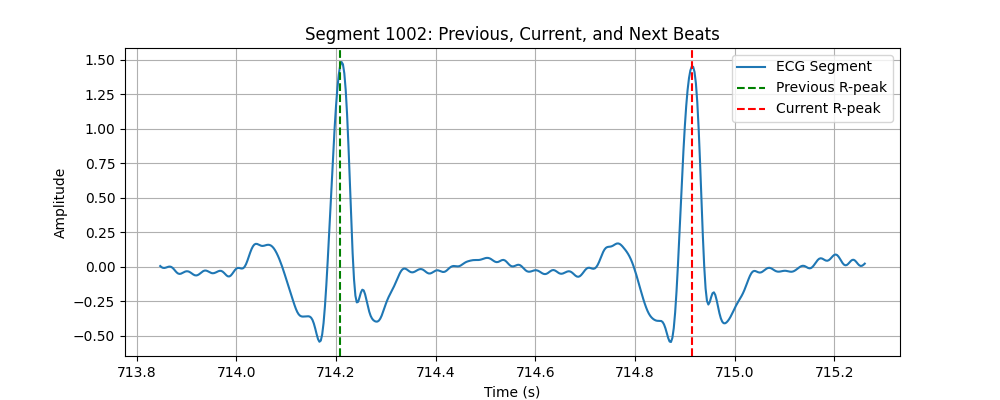 Segment 1002: Previous, Current, and Next Beats
ECG Segment
Previous R-peak
Current R-peak
1.50
1.25
1.00
0.75
0.50
0.25
0.00
−0.25
−0.50
Amplitude
713.8 714.0 714.2 714.4 714.6 714.8 715.0 715.2
Time (s)